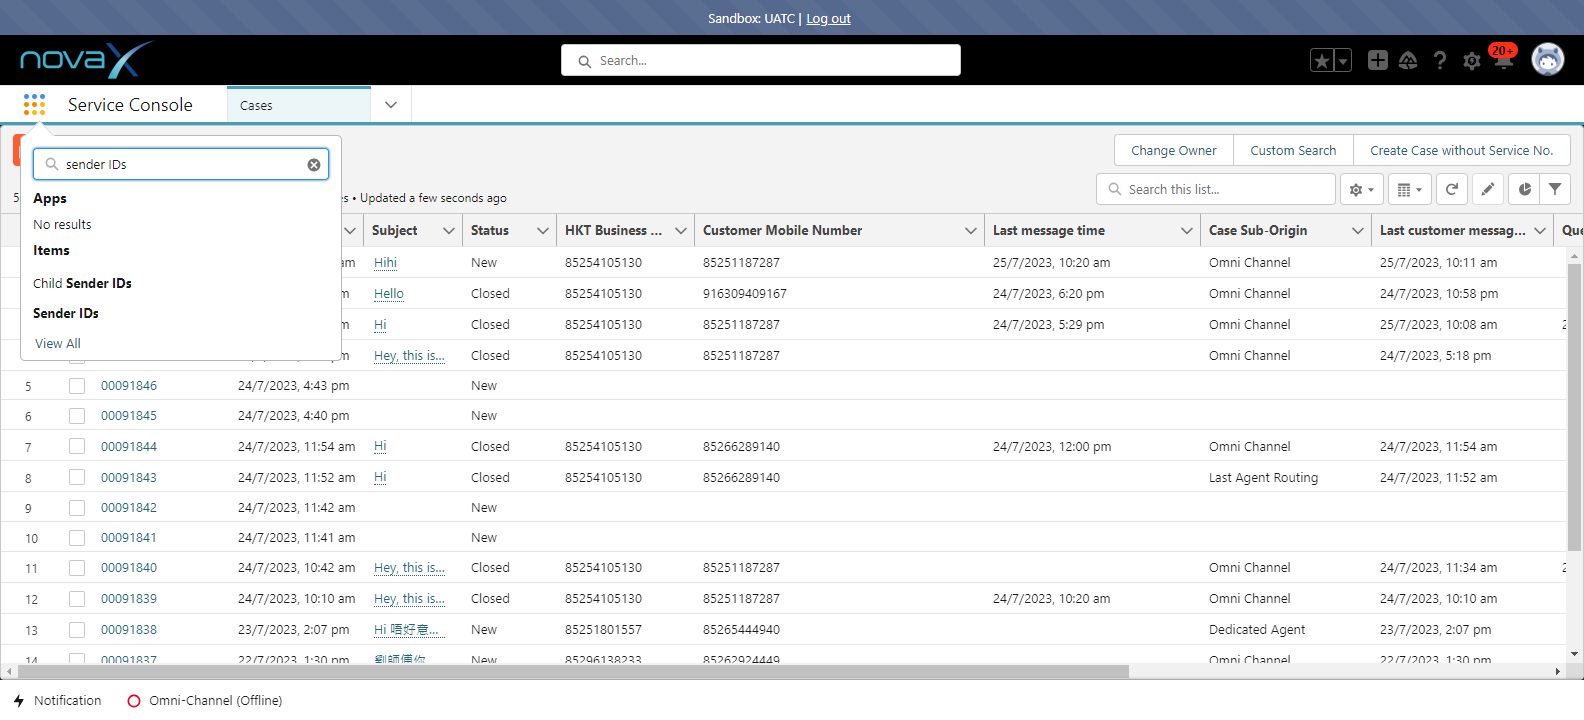 Sandbox: UATC | Log out
novaX
Search...
20+
Service Console
Cases
sender IDs
Apps
No results
Items
Child Sender IDs
Sender IDs
View All
Change Owner
Custom Search
Create Case without Service No.
5
es • Updated a few seconds ago
Search this list...
Subject Status HKT Business ... Customer Mobile Number Last message time Case Sub-Origin Last customer messag... Que
am Hihi New 85254105130 85251187287 25/7/2023, 10:20 am Omni Channel 25/7/2023, 10:11 am
m Hello Closed 85254105130 916309409167 24/7/2023, 6:20 pm Omni Channel 24/7/2023, 10:58 pm
m Hi Closed 85254105130 85251187287 24/7/2023, 5:29 pm Omni Channel 25/7/2023, 10:08 am 2
Hey, this is... Closed 85254105130 85251187287 Omni Channel 24/7/2023, 5:18 pm
5 00091846 24/7/2023, 4:43 pm New
6 00091845 24/7/2023, 4:40 pm New
7 00091844 24/7/2023, 11:54 am Hi Closed 85254105130 85266289140 24/7/2023, 12:00 pm Omni Channel 24/7/2023, 11:54 am
8 00091843 24/7/2023, 11:52 am Hi Closed 85254105130 85266289140 Last Agent Routing 24/7/2023, 11:52 am
9 00091842 24/7/2023, 11:42 am New
10 00091841 24/7/2023, 11:41 am New
11 00091840 24/7/2023, 10:42 am Hey, this is... Closed 85254105130 85251187287 Omni Channel 24/7/2023, 11:34 am 2
12 00091839 24/7/2023, 10:10 am Hey, this is... Closed 85254105130 85251187287 24/7/2023, 10:20 am Omni Channel 24/7/2023, 10:10 am
13 00091838 23/7/2023, 2:07 pm Hi 唔好意... New 85251801557 85265444940 Dedicated Agent 23/7/2023, 2:07 pm
14 00091837 22/7/2023, 1:30 pm 劉師傅你 New 85296138233 85262924449 Omni Channel 22/7/2023, 1:30 pm
Notification
Omni-Channel (Offline)